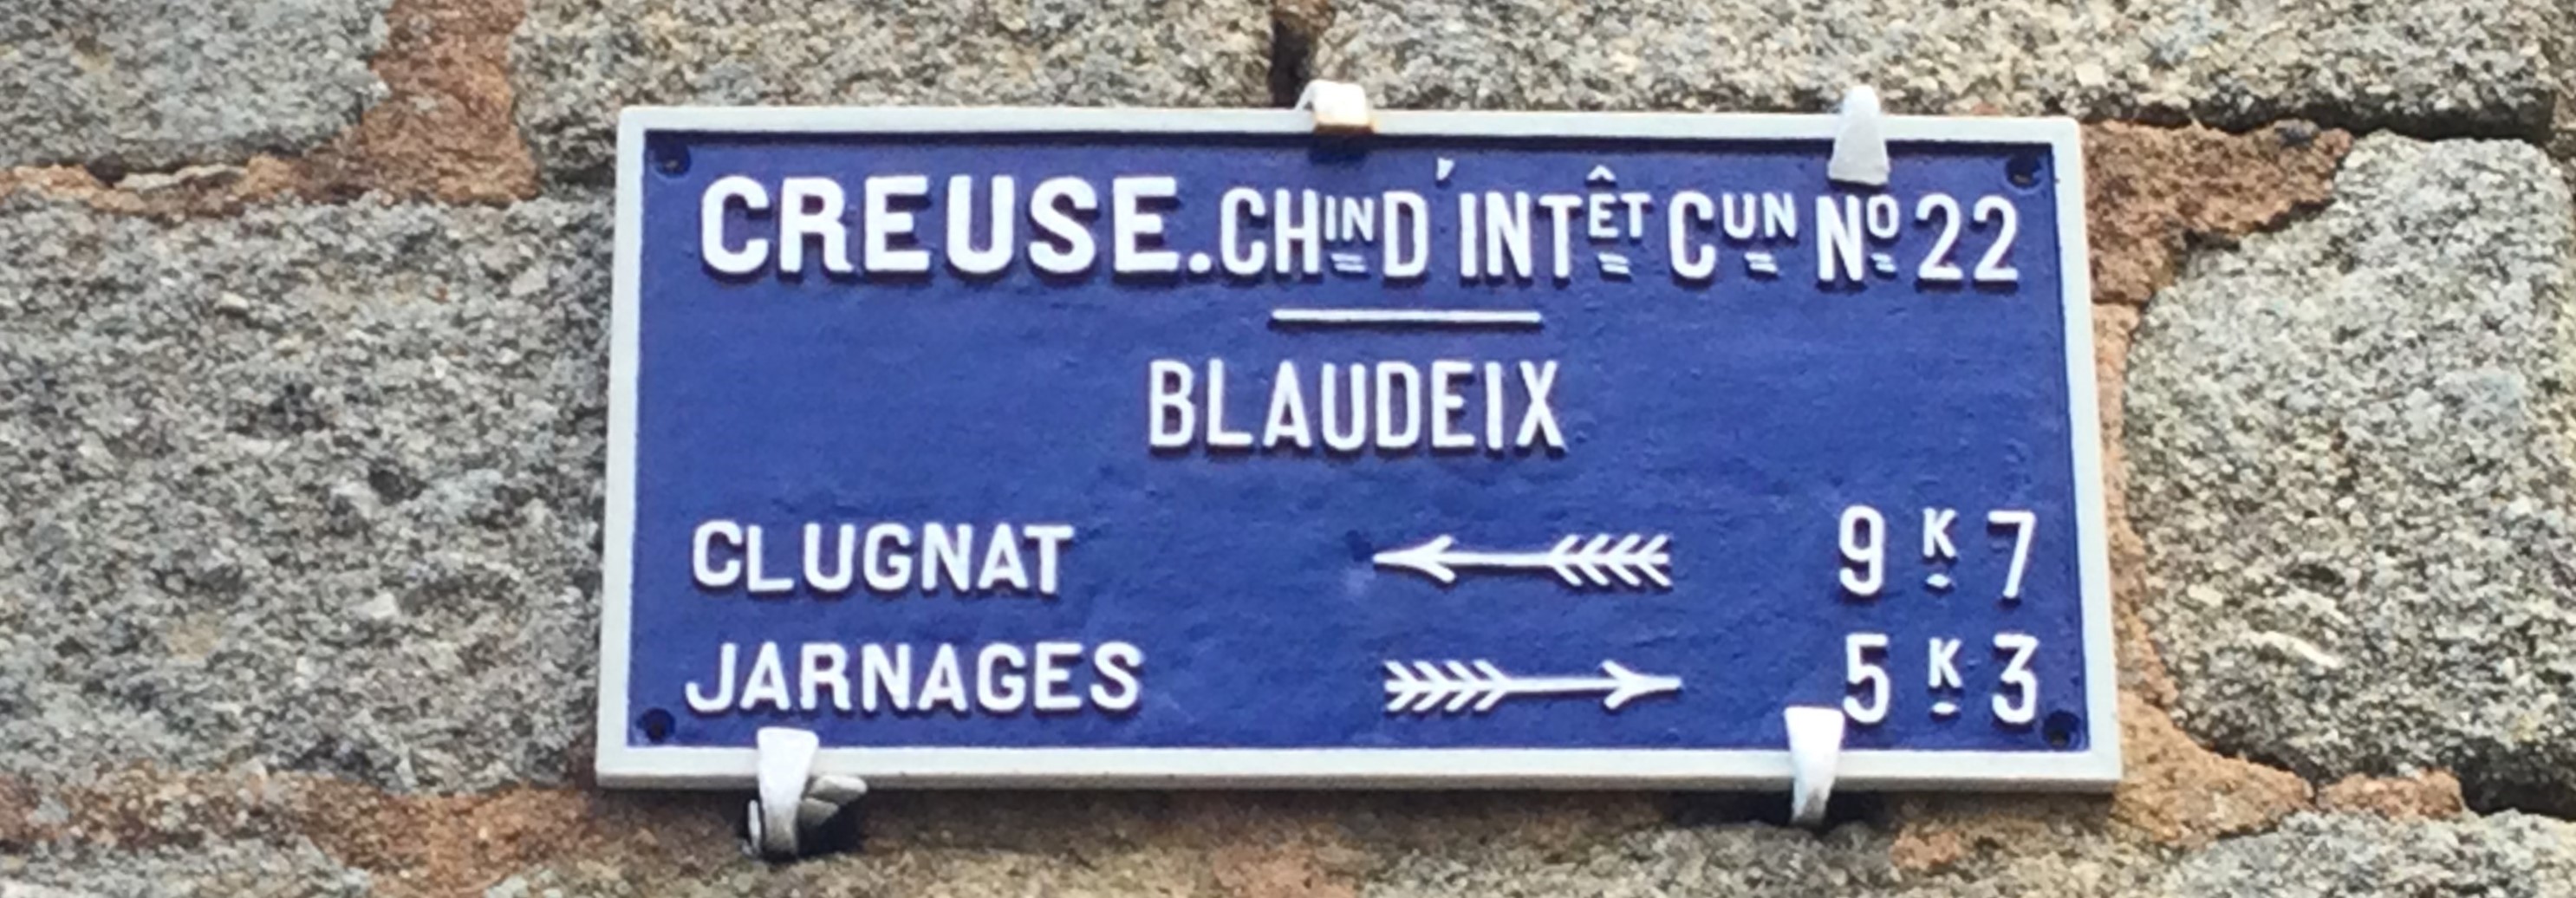 CREUSE. CHIN D'INTÊT CUN NO 22
BLAUDEIX
CLUGNAT 9 K 7
JARNAGES 5 K 3